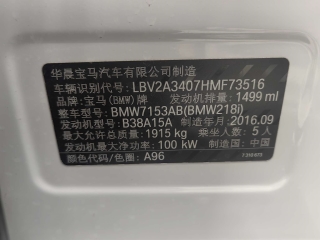 华晨宝马汽车有限公司制造
车辆识别代号: LBV2A3407HMF73516
品牌: 宝马(BMW)牌 发动机排量: 1499 ml
整车型号: BMW7153AB(BMW218i)
发动机型号: B38A15A 制造年月: 2016.09
最大允许总质量: 1915 kg 乘坐人数: 5 人
发动机最大净功率: 100 kW 制造国: 中国
颜色代码/色圈: A96